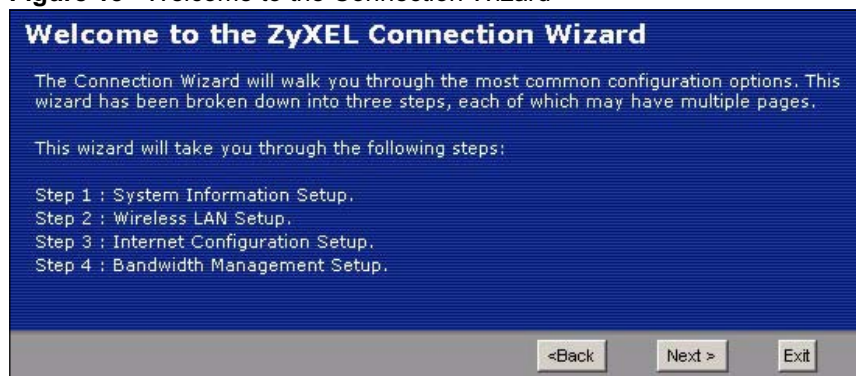 Welcome to the ZyXEL Connection Wizard
The Connection Wizard will walk you through the most common configuration options. This
wizard has been broken down into three steps, each of which may have multiple pages.
This wizard will take you through the following steps:
Step 1 : System Information Setup.
Step 2 : Wireless LAN Setup.
Step 3 : Internet Configuration Setup.
Step 4 : Bandwidth Management Setup.
<Back Next > Exit